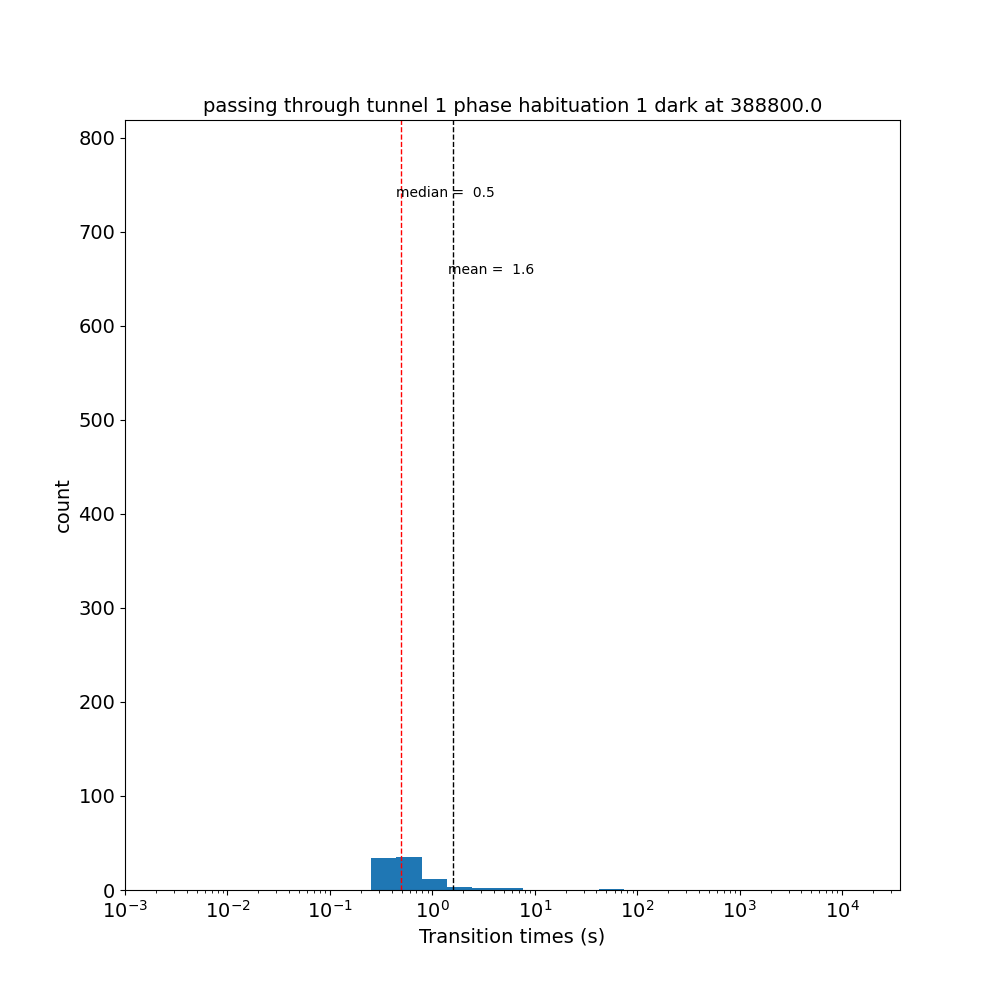 passing through tunnel 1 phase habituation 1 dark at 388800.0
800
median =  0.5
700
mean =  1.6
600
500
count
400
300
200
100
0
10⁻³ 10⁻² 10⁻¹ 10⁰ 10¹ 10² 10³ 10⁴
Transition times (s)